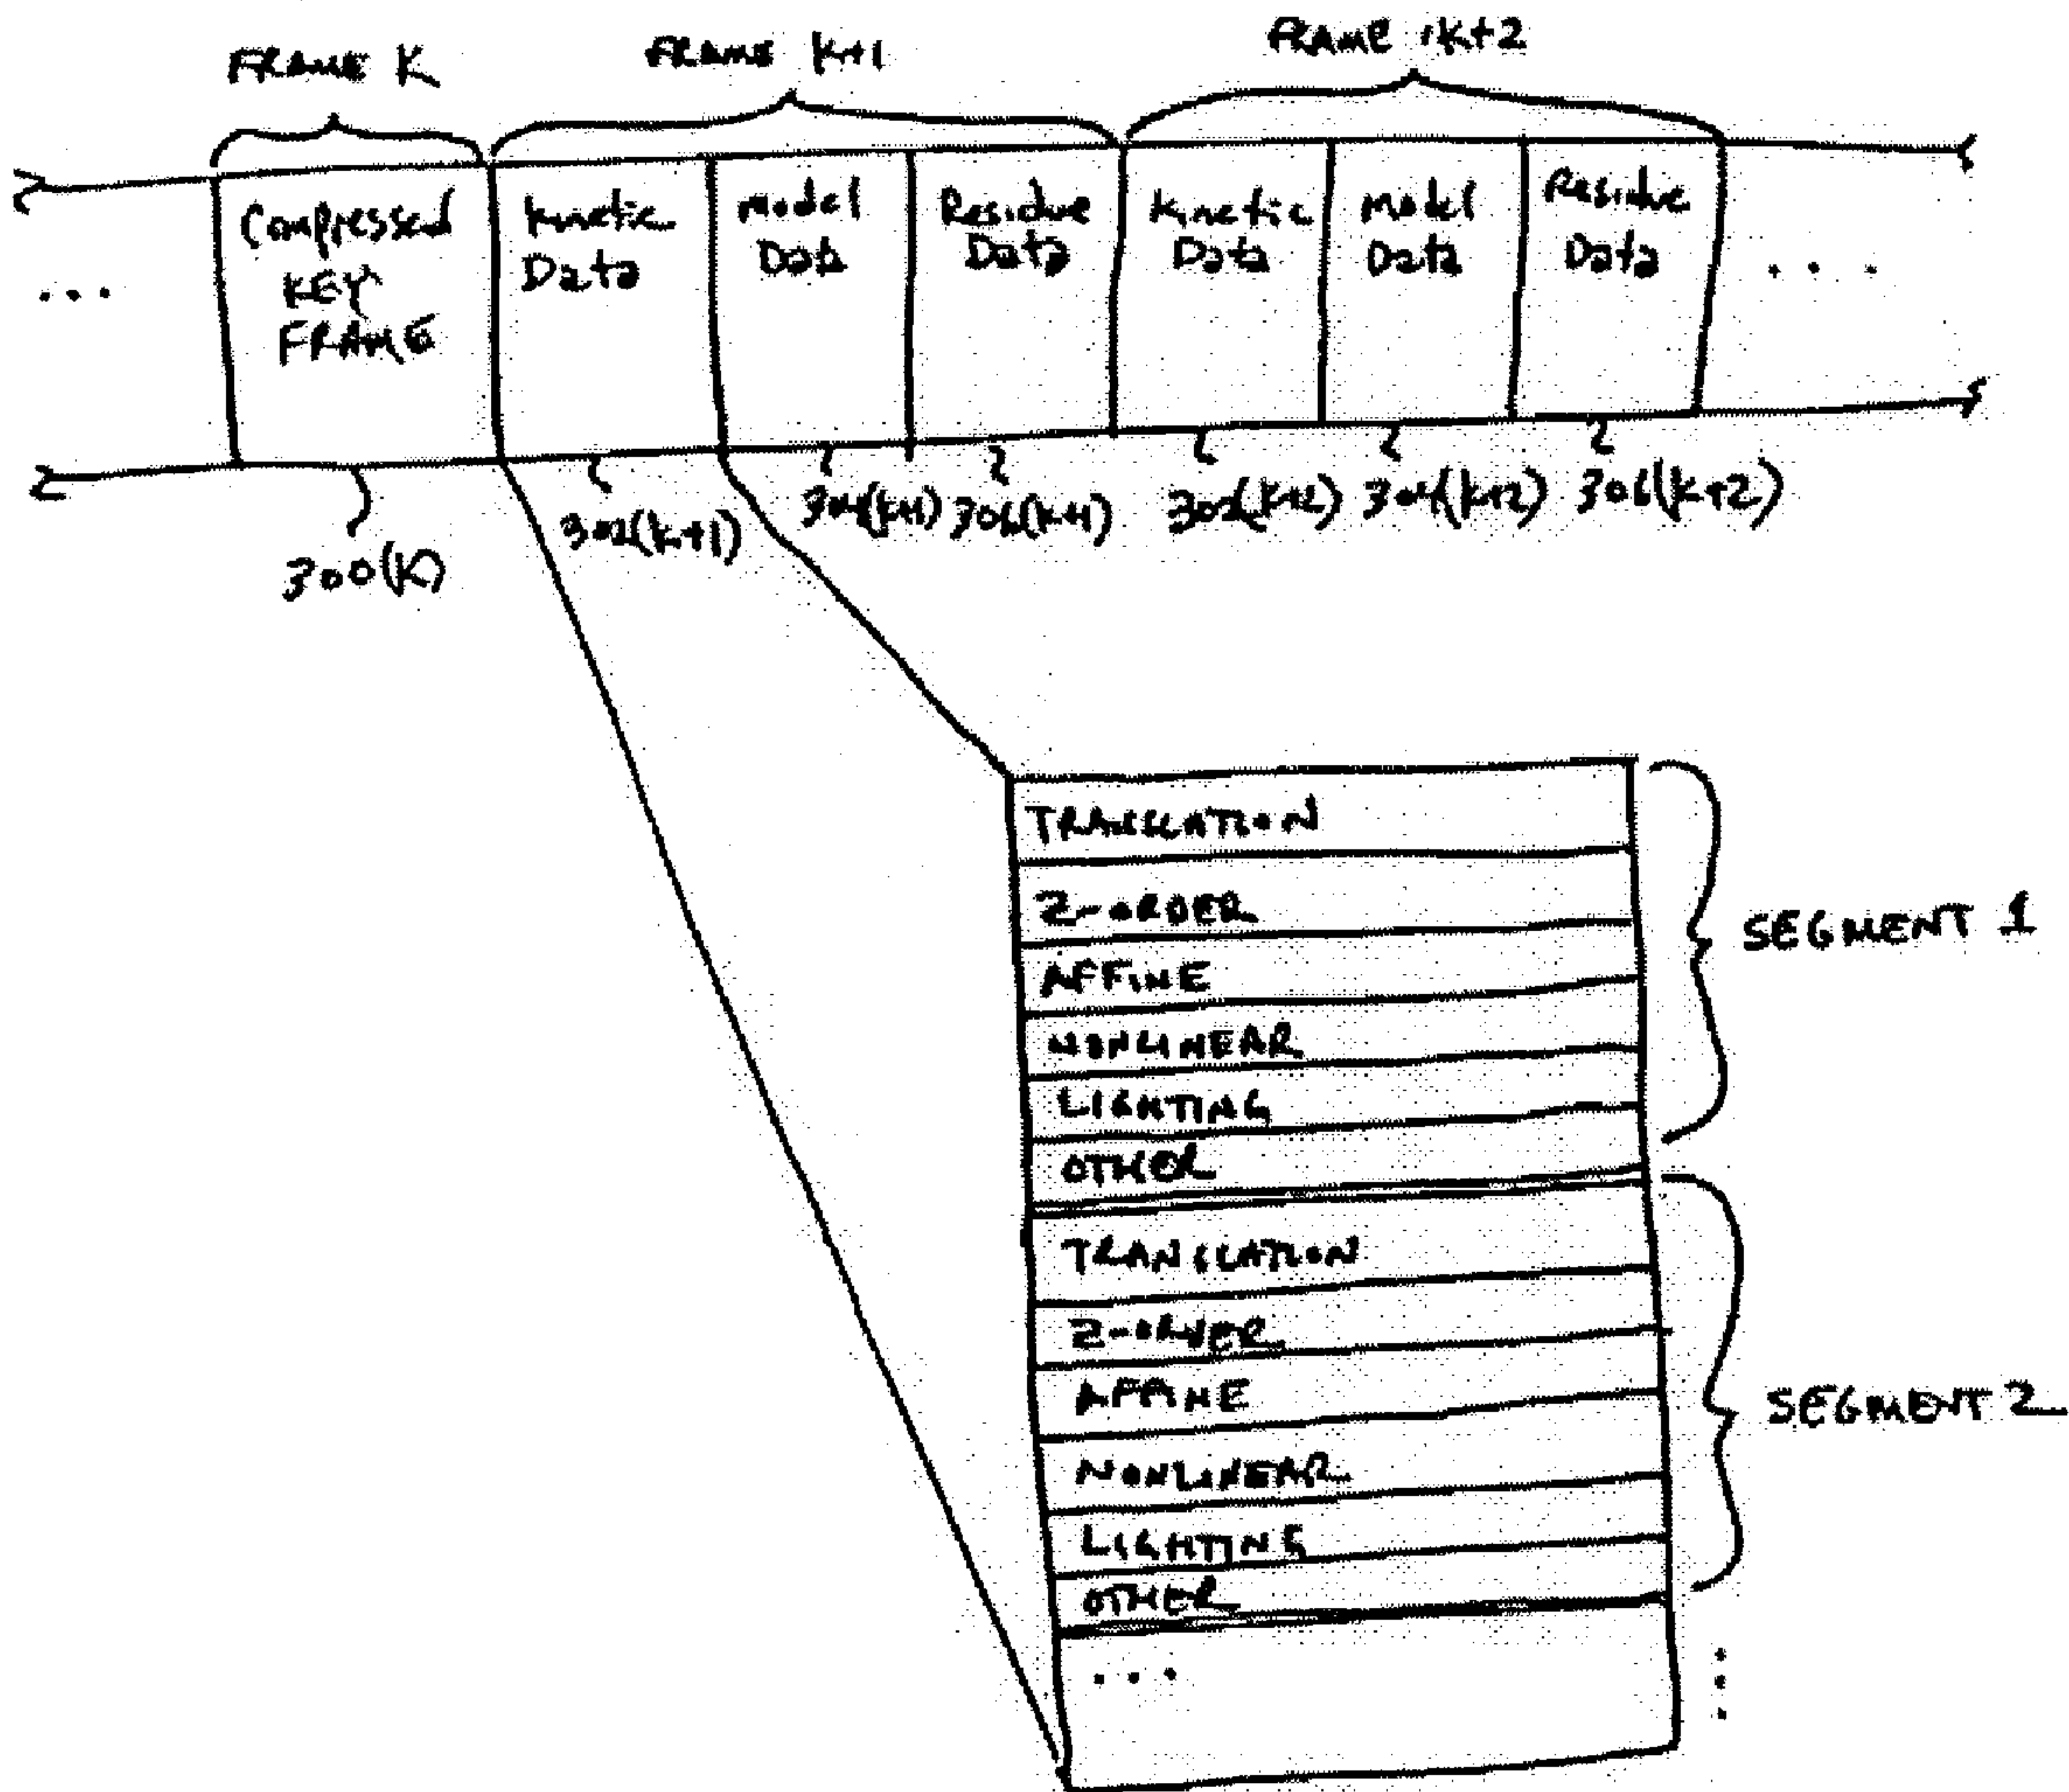 FRAME K
FRAME K+1
FRAME K+2
Compressed
KEY
FRAME
Kinetic
Data
Model
Data
Residue
Data
Kinetic
Data
Model
Data
Residue
Data
...
....
300(K)
302(K+1)
304(K+1)
306(K+1)
302(K+2)
304(K+2)
306(K+2)
TRANSLATION
Z-ORDER
AFFINE
NONLINEAR
LIGHTING
OTHER
SEGMENT 1
TRANSLATION
Z-ORDER
AFFINE
NONLINEAR
LIGHTING
OTHER
SEGMENT 2
...